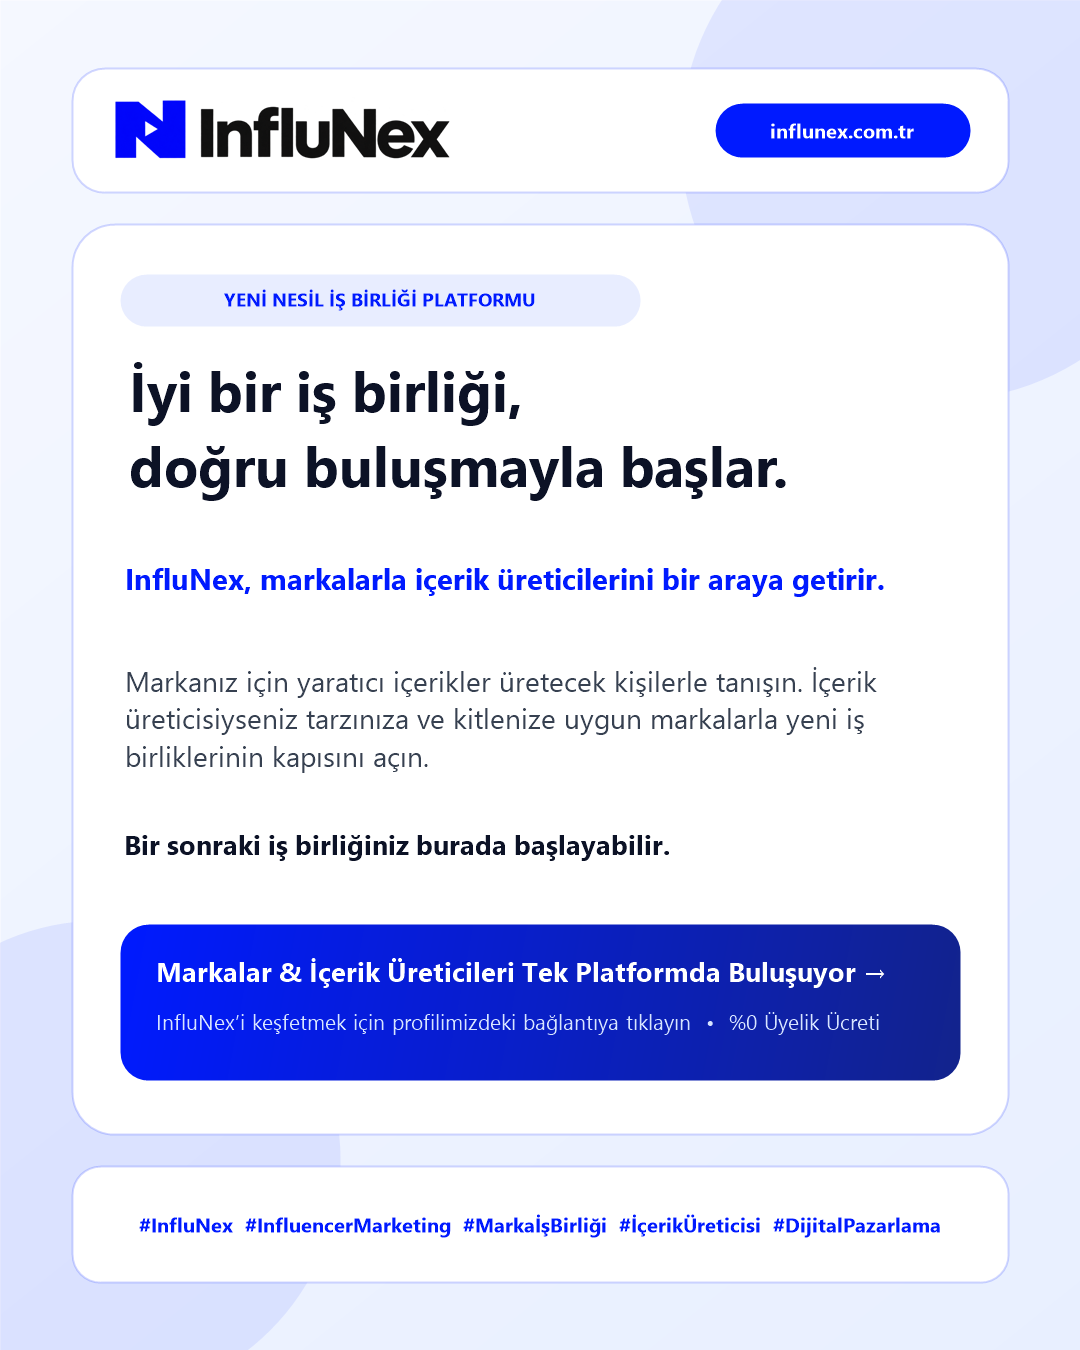 InfluNex
influnex.com.tr
YENİ NESİL İŞ BİRLİĞİ PLATFORMU
İyi bir iş birliği,
doğru buluşmayla başlar.
InfluNex, markalarla içerik üreticilerini bir araya getirir.
Markanız için yaratıcı içerikler üretecek kişilerle tanışın. İçerik
üreticisiyseniz tarzınıza ve kitlenize uygun markalarla yeni iş
birliklerinin kapısını açın.
Bir sonraki iş birliğiniz burada başlayabilir.
Markalar & İçerik Üreticileri Tek Platformda Buluşuyor →
InfluNex’i keşfetmek için profilimizdeki bağlantıya tıklayın • %0 Üyelik Ücreti
#InfluNex #InfluencerMarketing #MarkaİşBirliği #İçerikÜreticisi #DijitalPazarlama